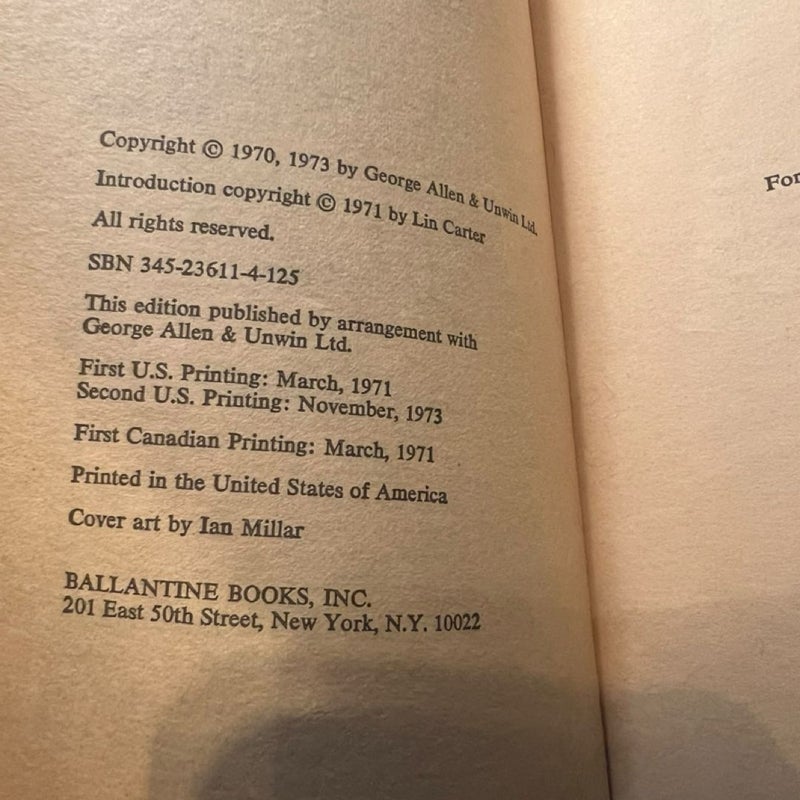 Copyright © 1970, 1973 by George Allen & Unwin Ltd.
Introduction copyright © 1971 by Lin Carter
All rights reserved.
SBN 345-23611-4-125
This edition published by arrangement with
George Allen & Unwin Ltd.
First U.S. Printing: March, 1971
Second U.S. Printing: November, 1973
First Canadian Printing: March, 1971
Printed in the United States of America
Cover art by Ian Millar
BALLANTINE BOOKS, INC.
201 East 50th Street, New York, N.Y. 10022
For